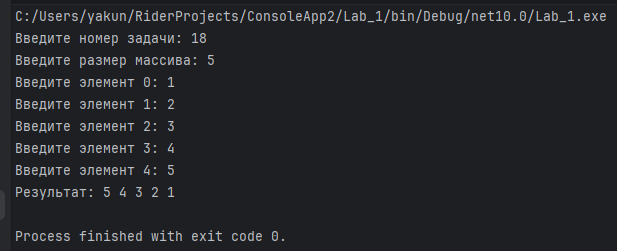 C:/Users/yakun/RiderProjects/ConsoleApp2/Lab_1/bin/Debug/net10.0/Lab_1.exe
Введите номер задачи: 18
Введите размер массива: 5
Введите элемент 0: 1
Введите элемент 1: 2
Введите элемент 2: 3
Введите элемент 3: 4
Введите элемент 4: 5
Результат: 5 4 3 2 1
Process finished with exit code 0.